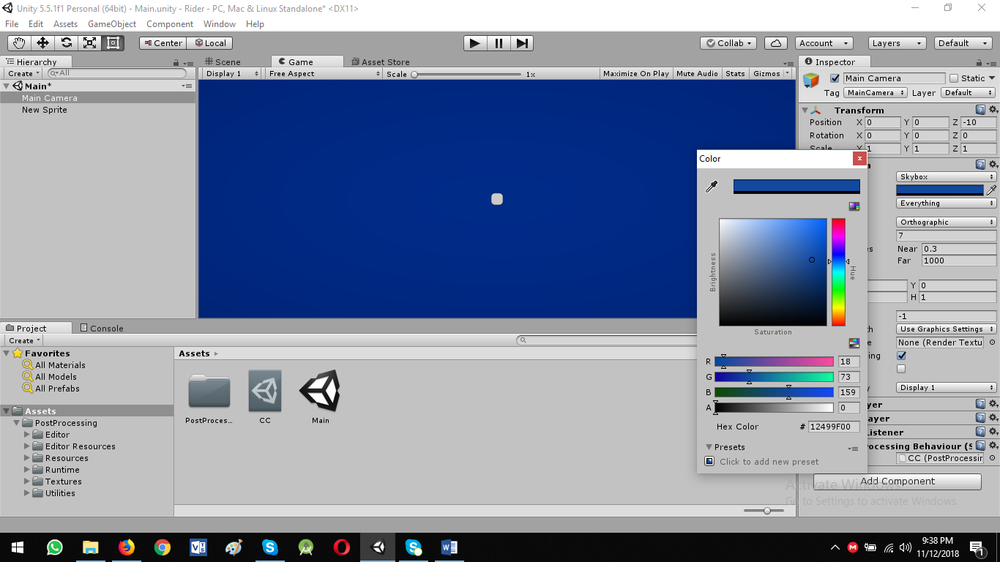 Unity 5.5.1f1 Personal (64bit) - Main.unity - Rider - PC, Mac & Linux Standalone* <DX11>
File Edit Assets GameObject Component Window Help
Center Local Collab Account Layers Default
Hierarchy Scene Game Asset Store Inspector
Create All Display 1 Free Aspect Scale 1x Maximize On Play Mute Audio Stats Gizmos
Main Camera Static
Main*
Tag MainCamera Layer Default
Main Camera
New Sprite
Transform
Position X 0 Y 0 Z -10
Rotation X 0 Y 0 Z 0
Scale X 1 Y 1 Z 1
Color
Skybox
Everything
Orthographic
7
Near 0.3
Far 1000
Y 0
H 1
-1
Use Graphics Settings
None (Render Textu
Display 1
Listener
rocessing Behaviour (S
CC (PostProcessin
Add Component
Brightness
Hue
Saturation
R 18
G 73
B 159
A 0
Hex Color # 12499F00
Presets
Click to add new preset
Project Console
Create
Favorites
All Materials
All Models
All Prefabs
Assets
PostProcessing
Editor
Editor Resources
Resources
Runtime
Textures
Utilities
Assets
PostProces... CC Main
Activate Windows
Go to Settings to activate Windows.
9:38 PM
11/12/2018
1